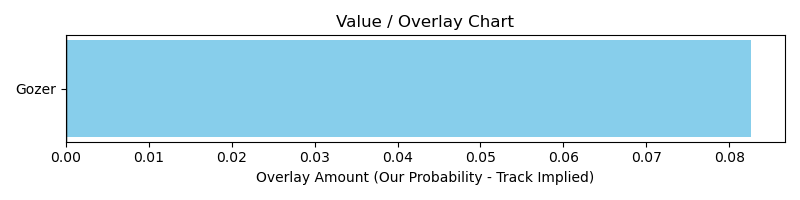 Value / Overlay Chart
Gozer
0.00 0.01 0.02 0.03 0.04 0.05 0.06 0.07 0.08
Overlay Amount (Our Probability - Track Implied)